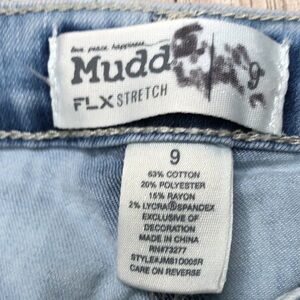 love. peace. happiness.
Mudd
9
FLX STRETCH
9
63% COTTON
20% POLYESTER
15% RAYON
2% LYCRA® SPANDEX
EXCLUSIVE OF
DECORATION
MADE IN CHINA
RN#73277
STYLE#JM81D005R
CARE ON REVERSE